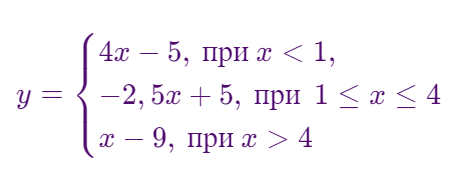 4x − 5, при x < 1,
y = { −2, 5x + 5, при 1 ≤ x ≤ 4
x − 9, при x > 4